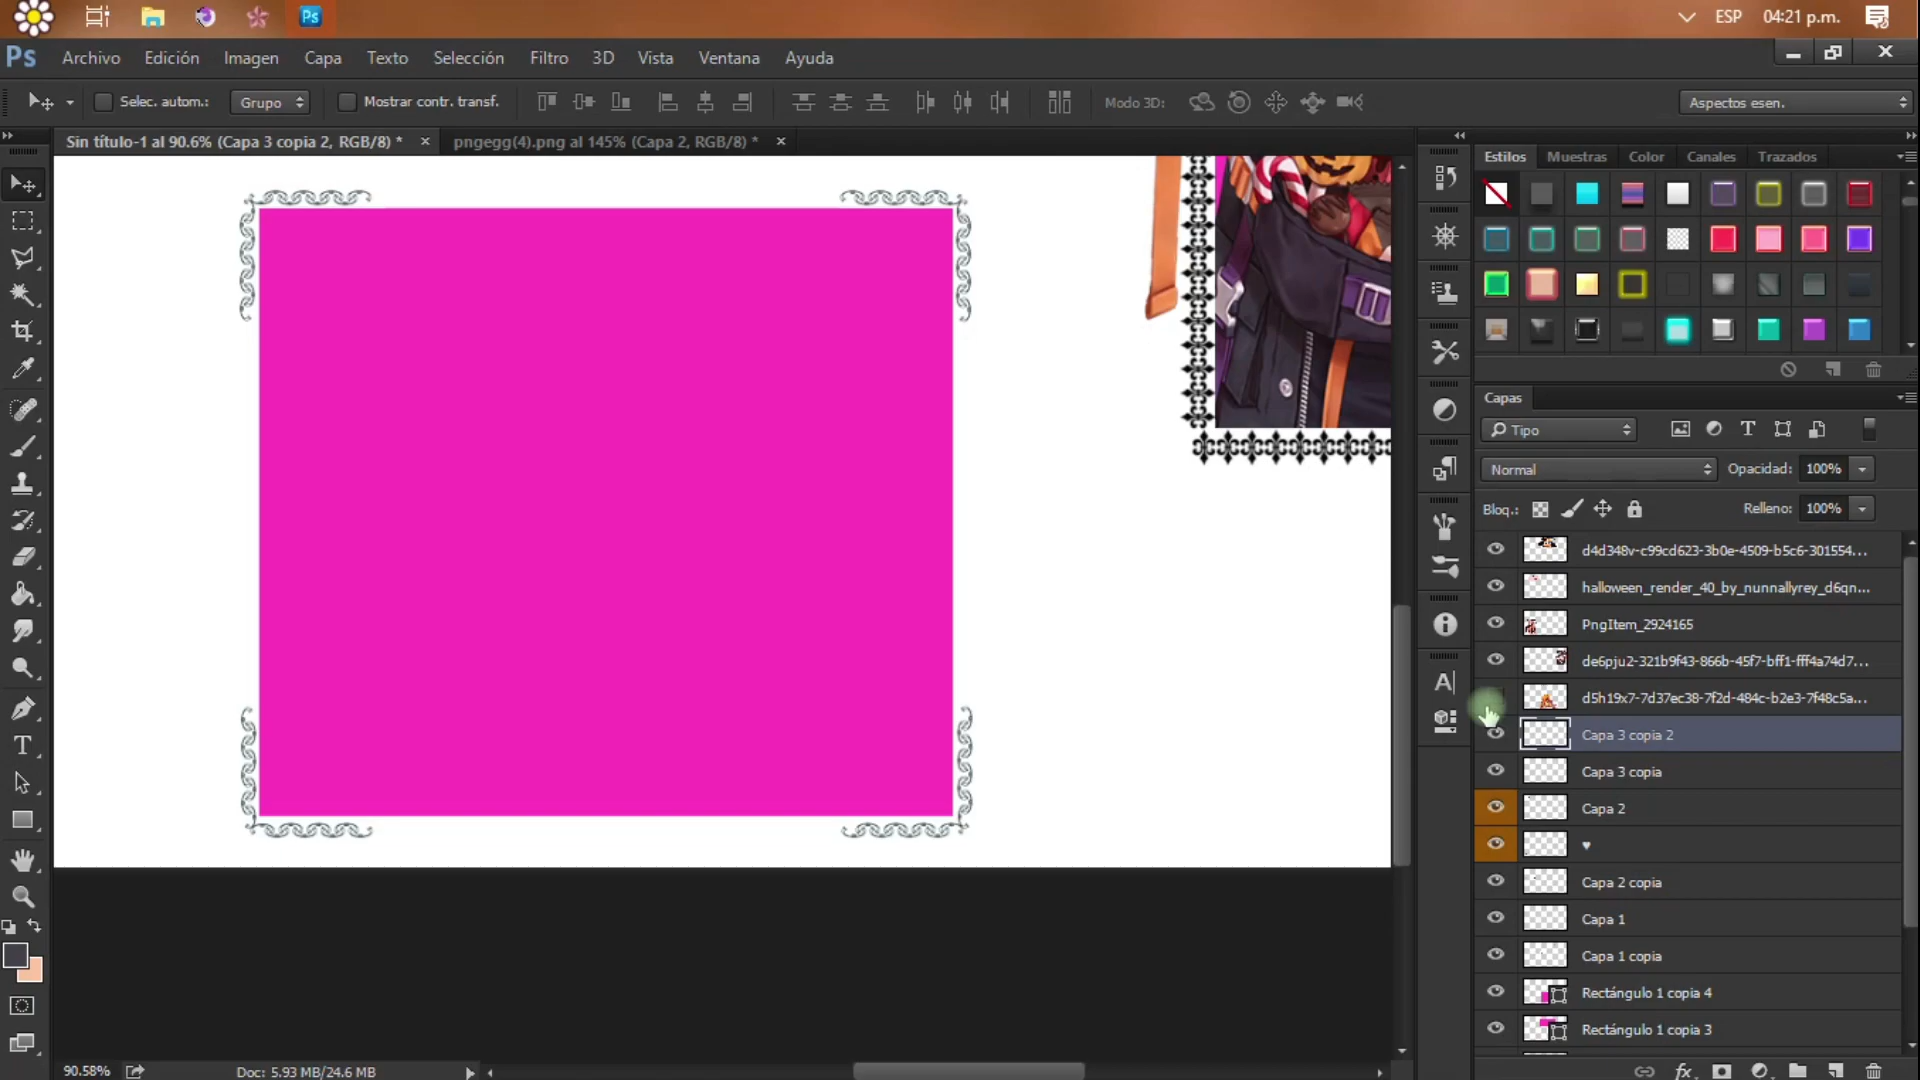 Ps
ESP 04:21 p.m.
Ps Archivo Edición Imagen Capa Texto Selección Filtro 3D Vista Ventana Ayuda
Selec. autom.: Grupo Mostrar contr. transf. Modo 3D: Aspectos esen.
Sin título-1 al 90.6% (Capa 3 copia 2, RGB/8) * × pngegg(4).png al 145% (Capa 2, RGB/8) * ×
Estilos Muestras Color Canales Trazados
Capas
Tipo
Normal Opacidad: 100%
Bloq.: Relleno: 100%
d4d348v-c99cd623-3b0e-4509-b5c6-301554...
halloween_render_40_by_nunnallyrey_d6qn...
PngItem_2924165
de6pju2-321b9f43-866b-45f7-bff1-fff4a74d7...
d5h19x7-7d37ec38-7f2d-484c-b2e3-7f48c5a...
Capa 3 copia 2
Capa 3 copia
Capa 2
♥
Capa 2 copia
Capa 1
Capa 1 copia
Rectángulo 1 copia 4
Rectángulo 1 copia 3
90.58% Doc: 5.93 MB/24.6 MB